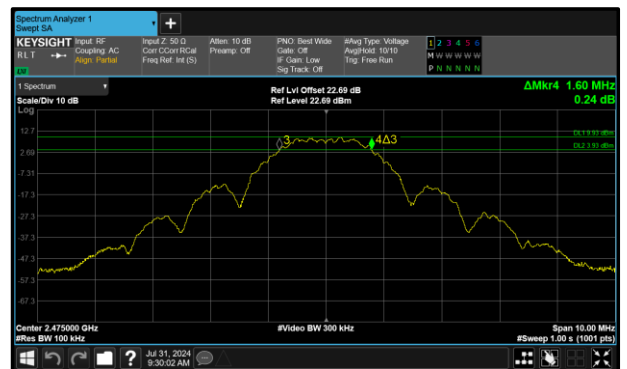 Spectrum Analyzer 1
Swept SA
KEYSIGHT
RLT
Input: RF
Coupling: AC
Align: Partial
Input Z: 50 Ω
Corr CCorr RCal
Freq Ref: Int (S)
Atten: 10 dB
Preamp: Off
PNO: Best Wide
Gate: Off
IF Gain: Low
Sig Track: Off
#Avg Type: Voltage
Avg|Hold: 10/10
Trig: Free Run
1 2 3 4 5 6
M W W W W W
P N N N N N
1 Spectrum
Scale/Div 10 dB
Log
Ref Lvl Offset 22.69 dB
Ref Level 22.69 dBm
ΔMkr4 1.60 MHz
0.24 dB
12.7
2.69
-7.31
-17.3
-27.3
-37.3
-47.3
-57.3
-67.3
3
4Δ3
DL1 9.93 dBm
DL2 3.93 dBm
Center 2.475000 GHz
#Res BW 100 kHz
#Video BW 300 kHz
Span 10.00 MHz
#Sweep 1.00 s (1001 pts)
?
Jul 31, 2024
9:30:02 AM